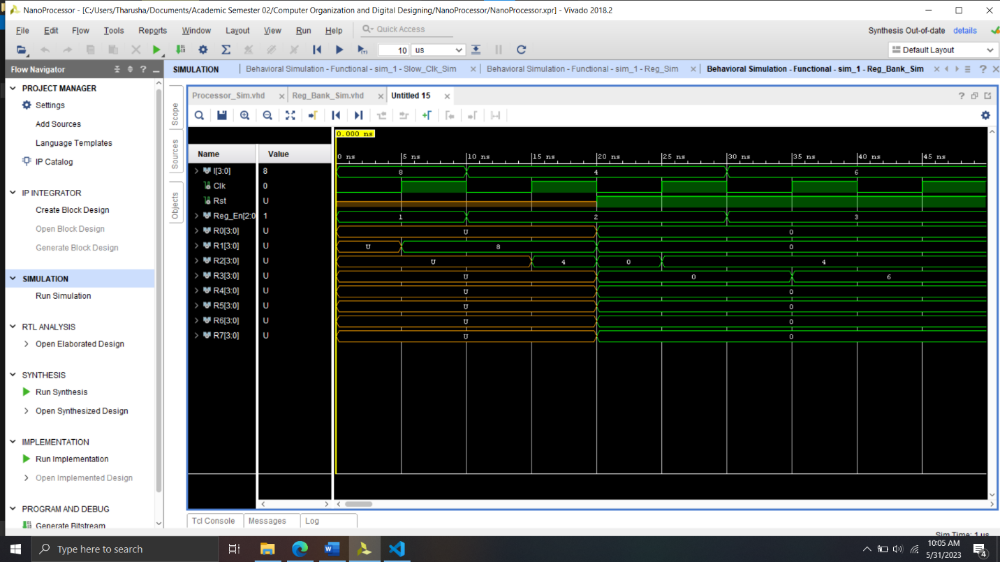 NanoProcessor - [C:/Users/Tharusha/Documents/Academic Semester 02/Computer Organization and Digital Designing/NanoProcessor/NanoProcessor.xpr] - Vivado 2018.2
File Edit Flow Tools Reports Window Layout View Run Help Quick Access Synthesis Out-of-date details
10 us Default Layout
Flow Navigator
SIMULATION Behavioral Simulation - Functional - sim_1 - Slow_Clk_Sim Behavioral Simulation - Functional - sim_1 - Reg_Sim Behavioral Simulation - Functional - sim_1 - Reg_Bank_Sim
PROJECT MANAGER
Settings
Add Sources
Language Templates
IP Catalog
IP INTEGRATOR
Create Block Design
Open Block Design
Generate Block Design
SIMULATION
Run Simulation
RTL ANALYSIS
Open Elaborated Design
SYNTHESIS
Run Synthesis
Open Synthesized Design
IMPLEMENTATION
Run Implementation
Open Implemented Design
PROGRAM AND DEBUG
Generate Bitstream
Scope
Sources
Objects
Processor_Sim.vhd Reg_Bank_Sim.vhd Untitled 15
0.000 ns
Name Value
0 ns 5 ns 10 ns 15 ns 20 ns 25 ns 30 ns 35 ns 40 ns 45 ns
I[3:0] 8 8 4 6
Clk 0
Rst U
Reg_En[2:0 1 1 2 3
R0[3:0] U U 0
R1[3:0] U U 8 0
R2[3:0] U U 4 0 4
R3[3:0] U U 0 6
R4[3:0] U U 0
R5[3:0] U U 0
R6[3:0] U U 0
R7[3:0] U U 0
Tcl Console Messages Log
Sim Time: 1 us
Type here to search
10:05 AM
5/31/2023
4